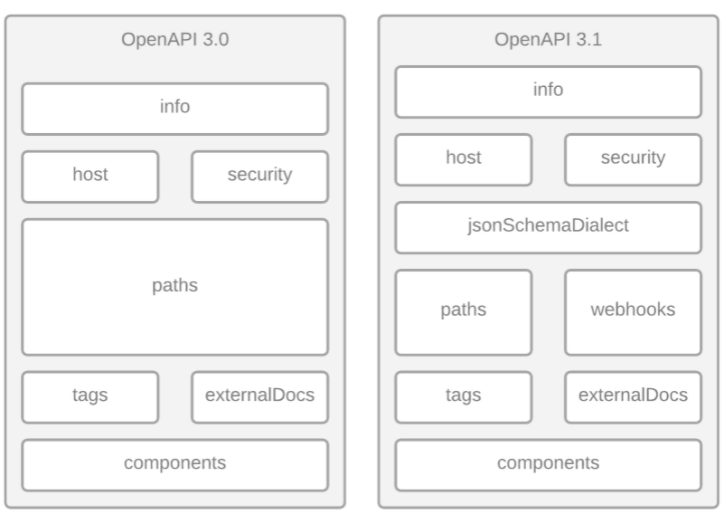 OpenAPI 3.0
info
host
security
paths
tags
externalDocs
components
OpenAPI 3.1
info
host
security
jsonSchemaDialect
paths
webhooks
tags
externalDocs
components